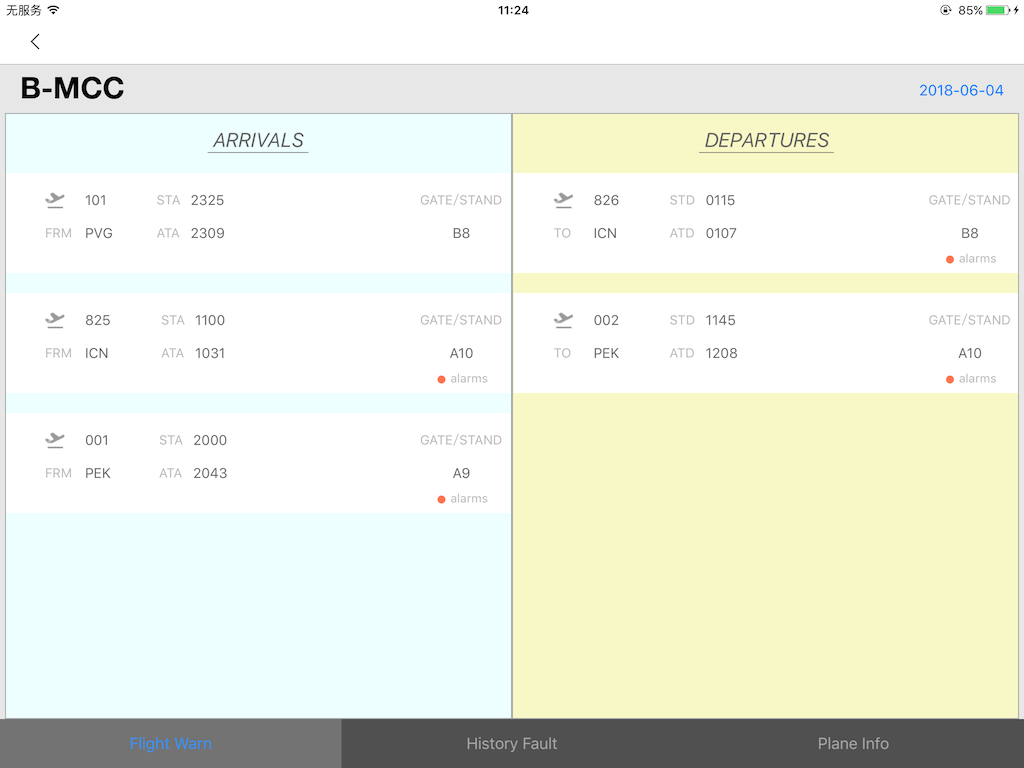 无服务 11:24 85%
B-MCC
2018-06-04
ARRIVALS
101 STA 2325 GATE/STAND
FRM PVG ATA 2309 B8
825 STA 1100 GATE/STAND
FRM ICN ATA 1031 A10
alarms
001 STA 2000 GATE/STAND
FRM PEK ATA 2043 A9
alarms
DEPARTURES
826 STD 0115 GATE/STAND
TO ICN ATD 0107 B8
alarms
002 STD 1145 GATE/STAND
TO PEK ATD 1208 A10
alarms
Flight Warn History Fault Plane Info